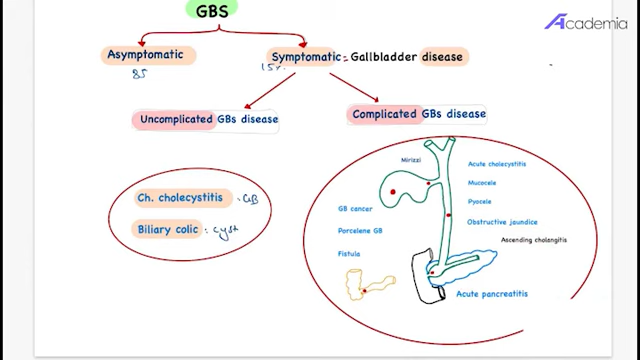 GBS
Academia
Asymptomatic
85
Symptomatic = Gallbladder disease
15%
Uncomplicated GBs disease
Complicated GBs disease
Ch. cholecystitis : GB
Biliary colic : cyst
Mirizzi
GB cancer
Porcelene GB
Fistula
Acute cholecystitis
Mucocele
Pyocele
Obstructive jaundice
Ascending cholangitis
Acute pancreatitis